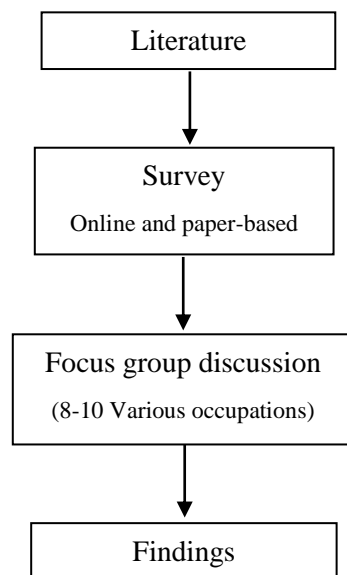 Literature
Survey
Online and paper-based
Focus group discussion
(8-10 Various occupations)
Findings